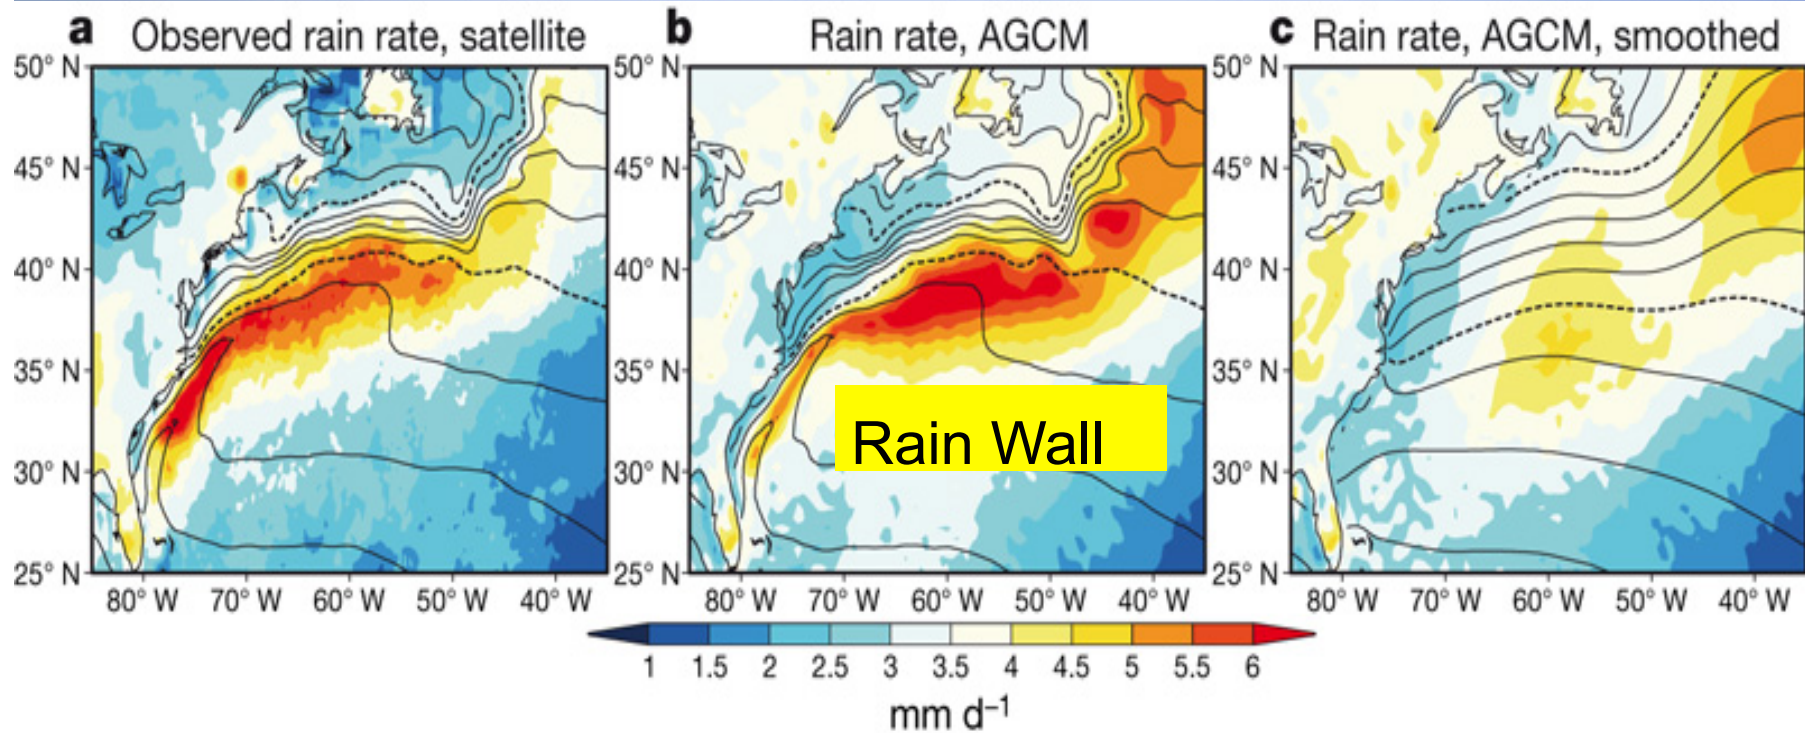 a Observed rain rate, satellite
b Rain rate, AGCM
c Rain rate, AGCM, smoothed
50° N
45° N
40° N
35° N
30° N
25° N
80° W 70° W 60° W 50° W 40° W
50° N
45° N
40° N
35° N
30° N
25° N
80° W 70° W 60° W 50° W 40° W
Rain Wall
50° N
45° N
40° N
35° N
30° N
25° N
80° W 70° W 60° W 50° W 40° W
1 1.5 2 2.5 3 3.5 4 4.5 5 5.5 6
mm d⁻¹